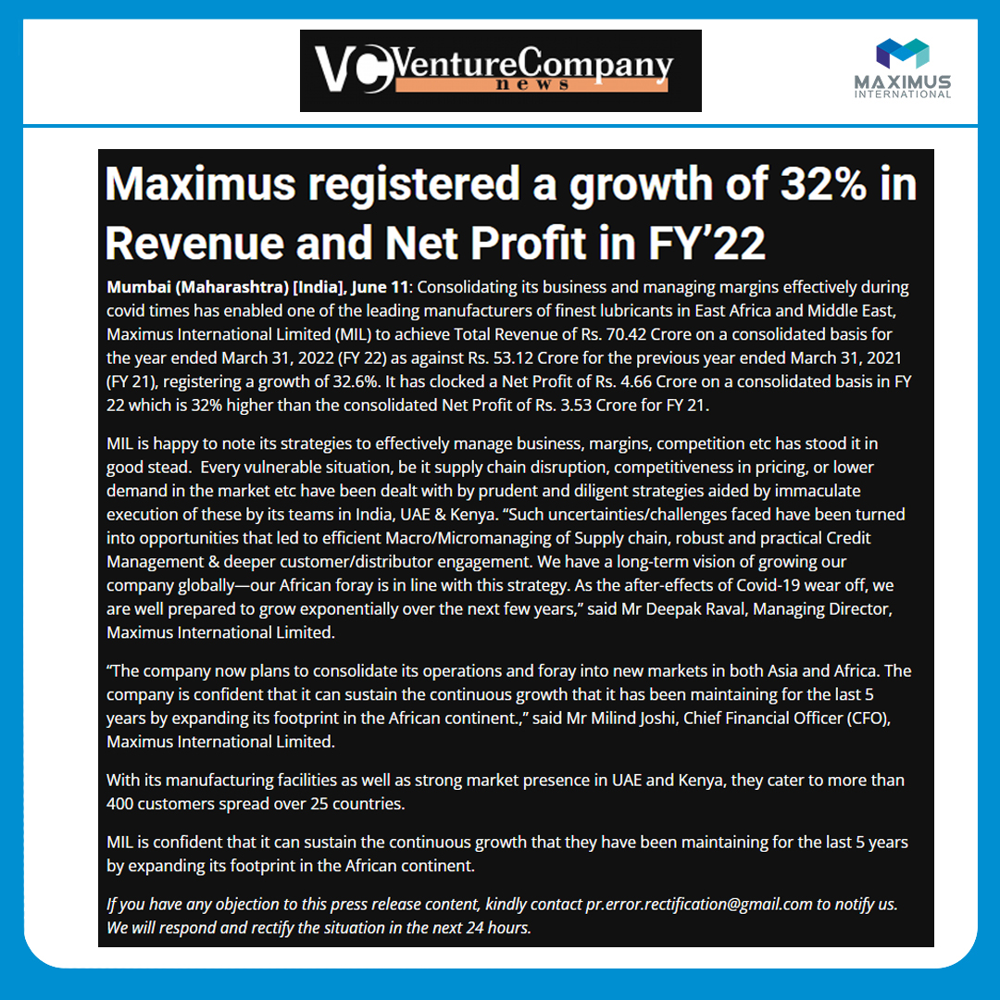 VC VentureCompany
news
MAXIMUS
INTERNATIONAL
Maximus registered a growth of 32% in
Revenue and Net Profit in FY’22
Mumbai (Maharashtra) [India], June 11: Consolidating its business and managing margins effectively during
covid times has enabled one of the leading manufacturers of finest lubricants in East Africa and Middle East,
Maximus International Limited (MIL) to achieve Total Revenue of Rs. 70.42 Crore on a consolidated basis for
the year ended March 31, 2022 (FY 22) as against Rs. 53.12 Crore for the previous year ended March 31, 2021
(FY 21), registering a growth of 32.6%. It has clocked a Net Profit of Rs. 4.66 Crore on a consolidated basis in FY
22 which is 32% higher than the consolidated Net Profit of Rs. 3.53 Crore for FY 21.
MIL is happy to note its strategies to effectively manage business, margins, competition etc has stood it in
good stead.  Every vulnerable situation, be it supply chain disruption, competitiveness in pricing, or lower
demand in the market etc have been dealt with by prudent and diligent strategies aided by immaculate
execution of these by its teams in India, UAE & Kenya. “Such uncertainties/challenges faced have been turned
into opportunities that led to efficient Macro/Micromanaging of Supply chain, robust and practical Credit
Management & deeper customer/distributor engagement. We have a long-term vision of growing our
company globally—our African foray is in line with this strategy. As the after-effects of Covid-19 wear off, we
are well prepared to grow exponentially over the next few years,” said Mr Deepak Raval, Managing Director,
Maximus International Limited.
“The company now plans to consolidate its operations and foray into new markets in both Asia and Africa. The
company is confident that it can sustain the continuous growth that it has been maintaining for the last 5
years by expanding its footprint in the African continent.,” said Mr Milind Joshi, Chief Financial Officer (CFO),
Maximus International Limited.
With its manufacturing facilities as well as strong market presence in UAE and Kenya, they cater to more than
400 customers spread over 25 countries.
MIL is confident that it can sustain the continuous growth that they have been maintaining for the last 5 years
by expanding its footprint in the African continent.
If you have any objection to this press release content, kindly contact pr.error.rectification@gmail.com to notify us.
We will respond and rectify the situation in the next 24 hours.